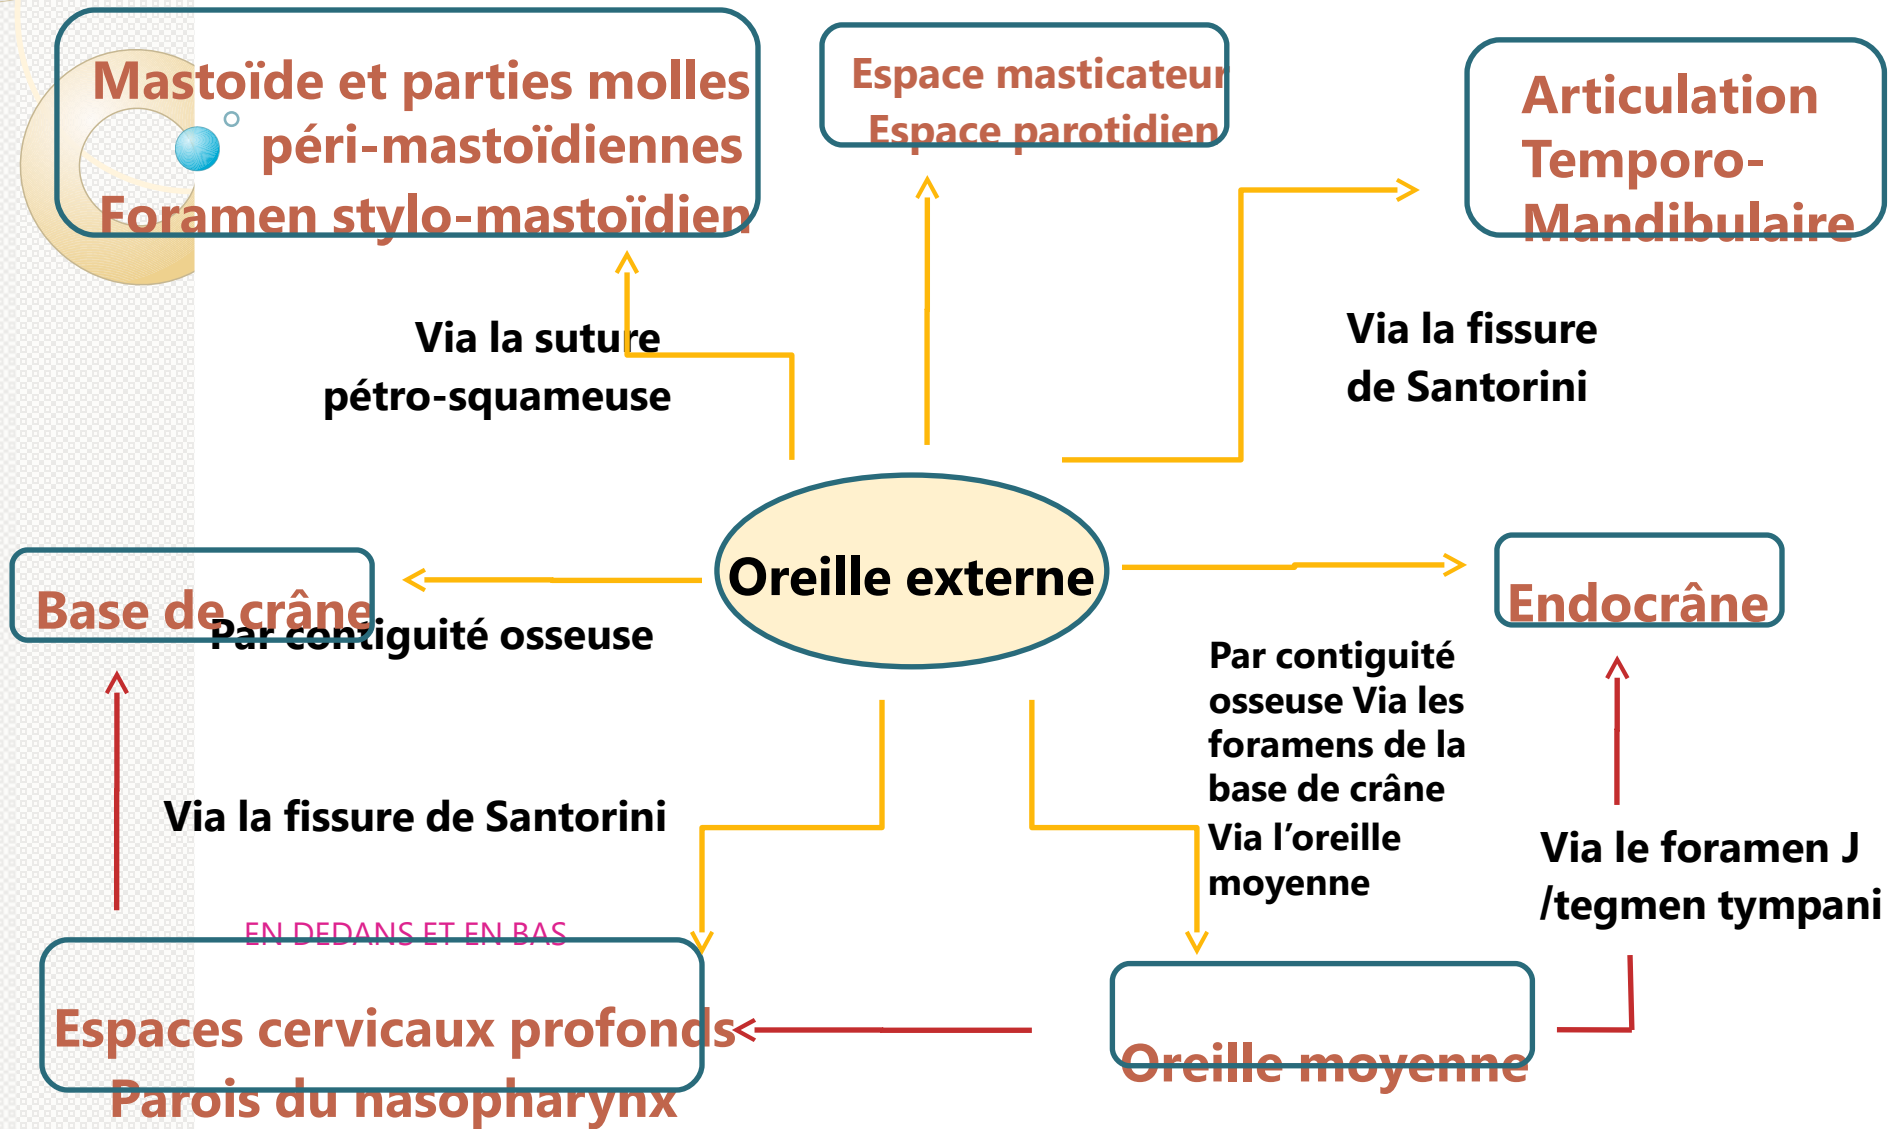 Mastoïde et parties molles
péri-mastoïdiennes
Foramen stylo-mastoïdien
Espace masticateur
Espace parotidien
Articulation
Temporo-
Mandibulaire
Via la suture
pétro-squameuse
Via la fissure
de Santorini
Oreille externe
Base de crâne
Par contiguité osseuse
Endocrâne
Par contiguité
osseuse Via les
foramens de la
base de crâne
Via l’oreille
moyenne
Via la fissure de Santorini
Via le foramen J
/tegmen tympani
EN DEDANS ET EN BAS
Espaces cervicaux profonds
Parois du nasopharynx
Oreille moyenne